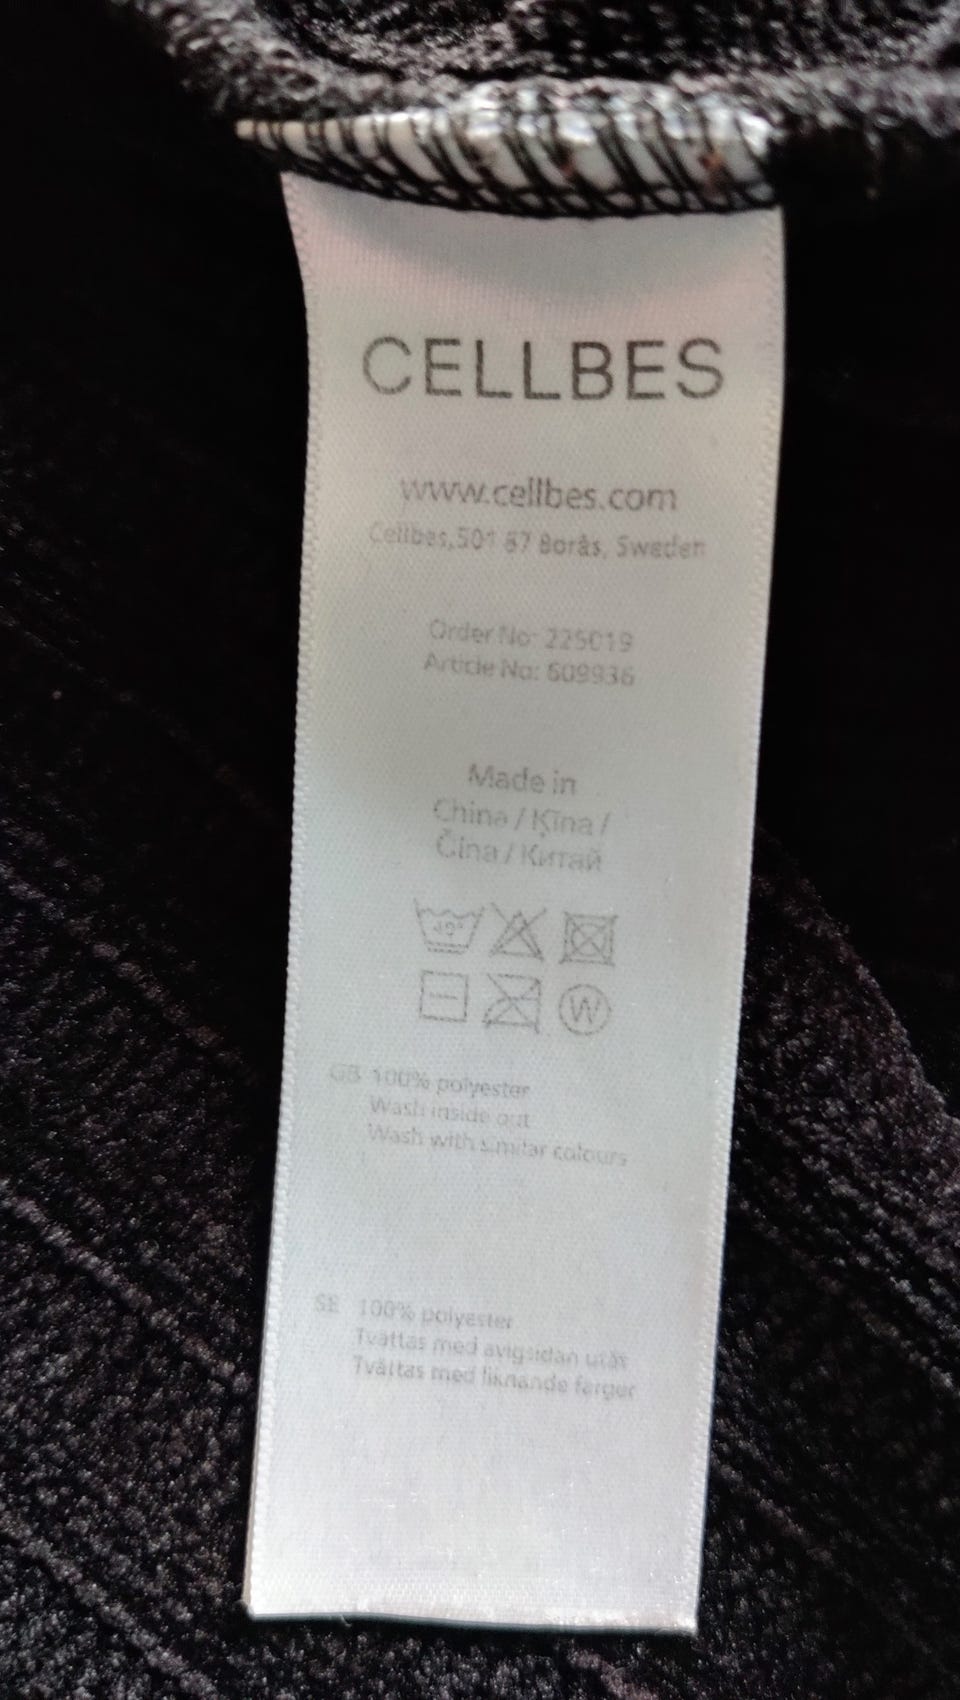 CELLBES
www.cellbes.com
Cellbes,501 87 Borås, Sweden
Order No: 225019
Article No: 609936
Made in
China / Ķīna /
Čína / Китай
40°
W
GB 100% polyester
Wash inside out
Wash with similar colours
SE 100% polyester
Tvättas med avigsidan utåt
Tvättas med liknande färger